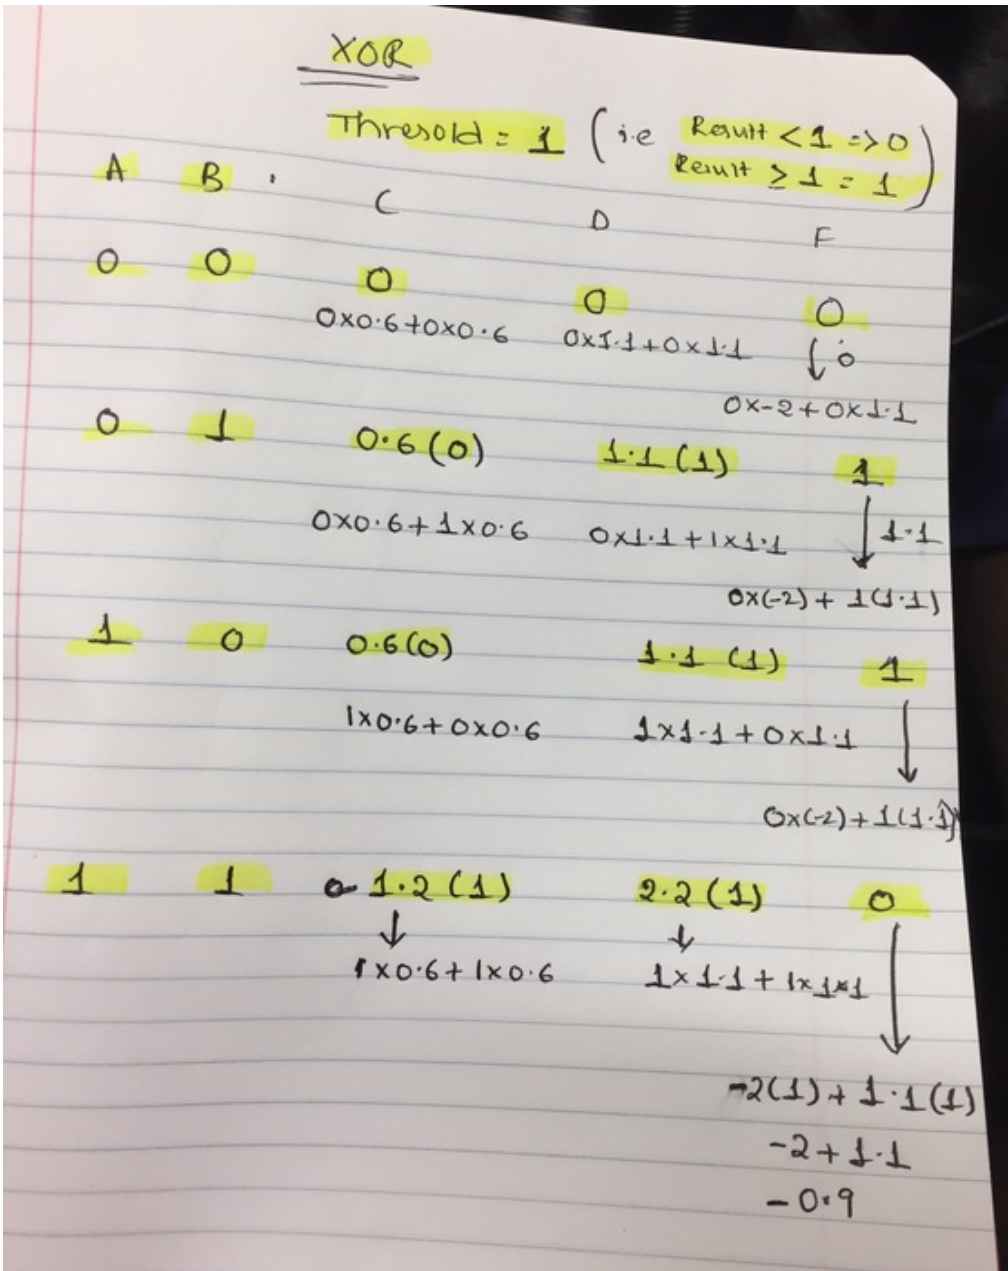 XOR
Thresold = 1 (i.e Result < 1 => 0
Result ≥ 1 = 1)
A B C D F
0 0 0 0 0
0x0.6+0x0.6 0x1.1+0x1.1 ↓ 0
0x-2+0x1.1
0 1 0.6(0) 1.1(1) 1
0x0.6+1x0.6 0x1.1+1x1.1 ↓ 1.1
0x(-2)+ 1(1.1)
1 0 0.6(0) 1.1 (1) 1
1x0.6+0x0.6 1x1.1+0x1.1 ↓
0x(-2)+1(1.1)
1 1 1.2(1) 2.2(1) 0
↓ ↓ ↓
1x0.6+1x0.6 1x1.1+1x1.1
-2(1)+1.1(1)
-2+1.1
-0.9